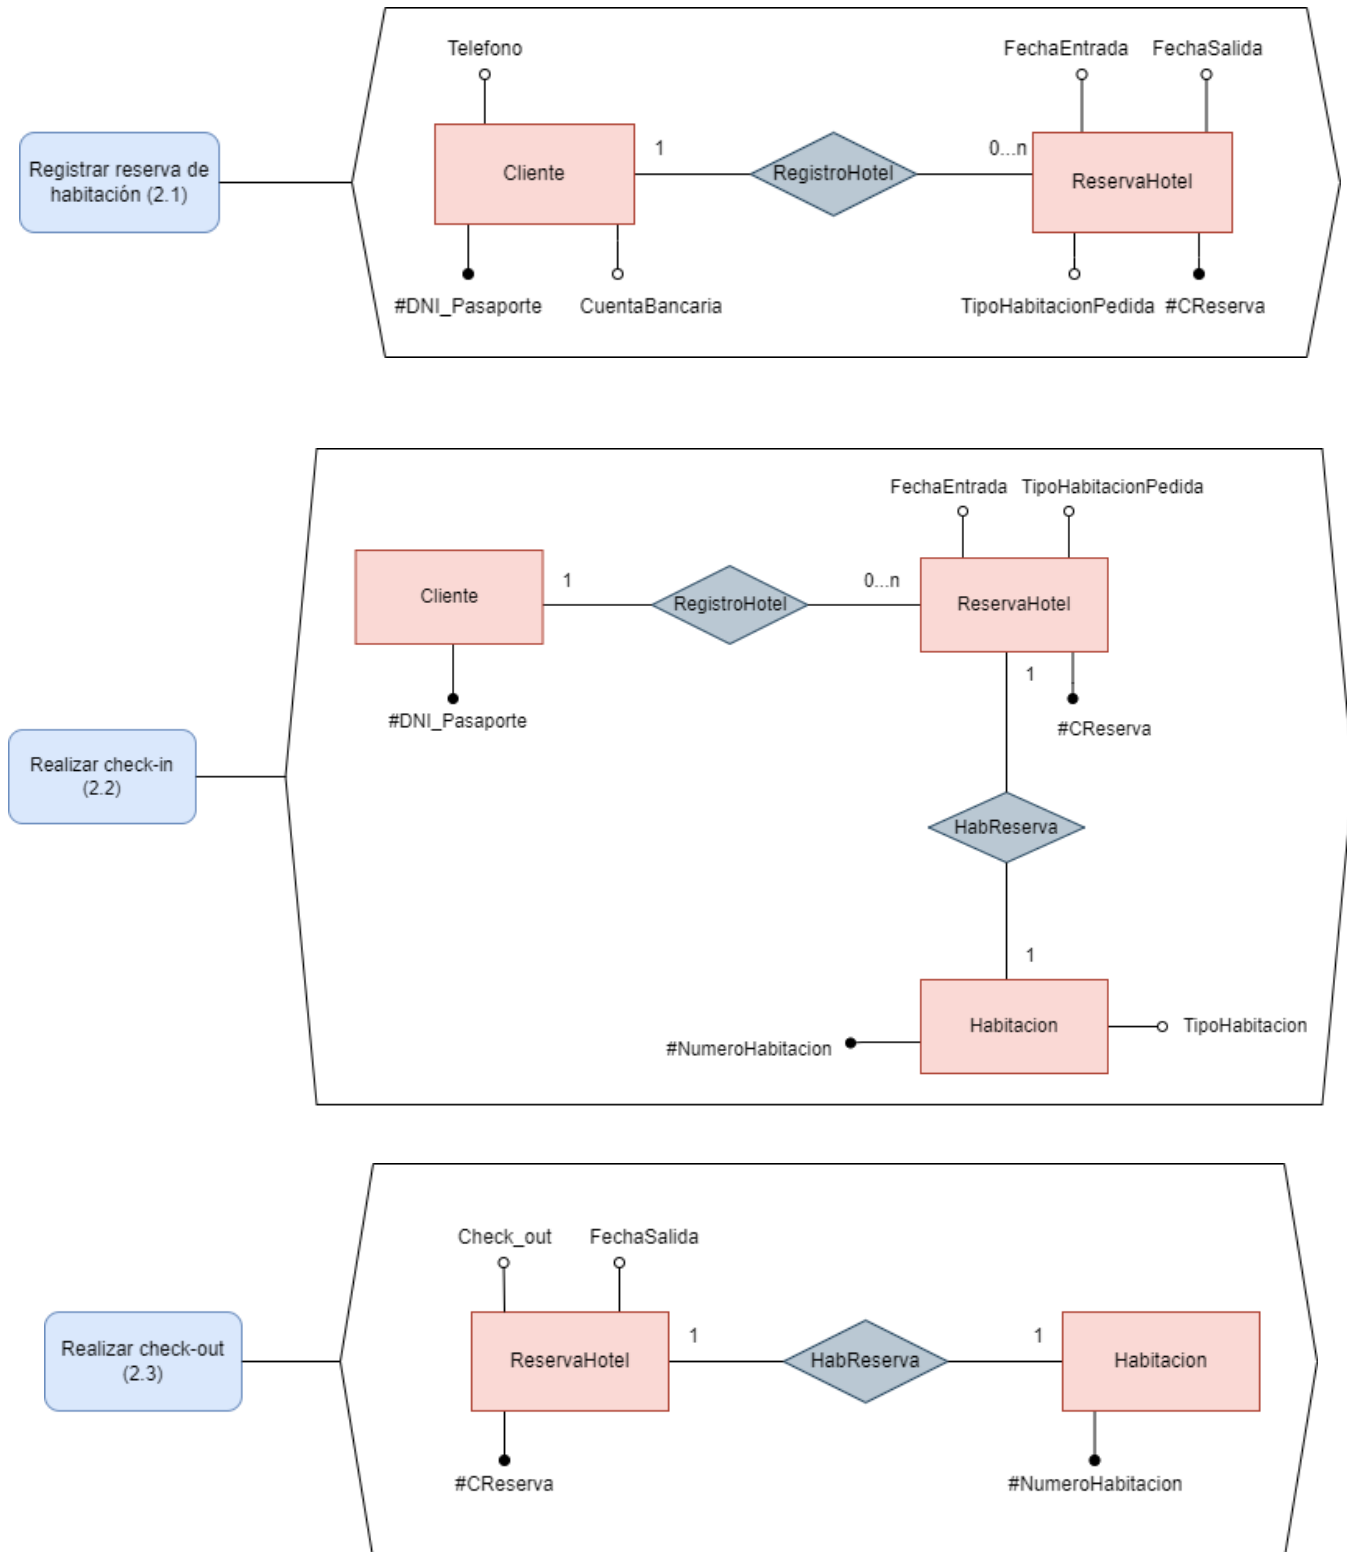 Telefono
FechaEntrada
FechaSalida
Registrar reserva de
habitación (2.1)
Cliente
1
RegistroHotel
0...n
ReservaHotel
#DNI_Pasaporte
CuentaBancaria
TipoHabitacionPedida
#CReserva
FechaEntrada
TipoHabitacionPedida
Cliente
1
RegistroHotel
0...n
ReservaHotel
1
#DNI_Pasaporte
#CReserva
Realizar check-in
(2.2)
HabReserva
1
#NumeroHabitacion
Habitacion
TipoHabitacion
Check_out
FechaSalida
Realizar check-out
(2.3)
ReservaHotel
1
HabReserva
1
Habitacion
#CReserva
#NumeroHabitacion